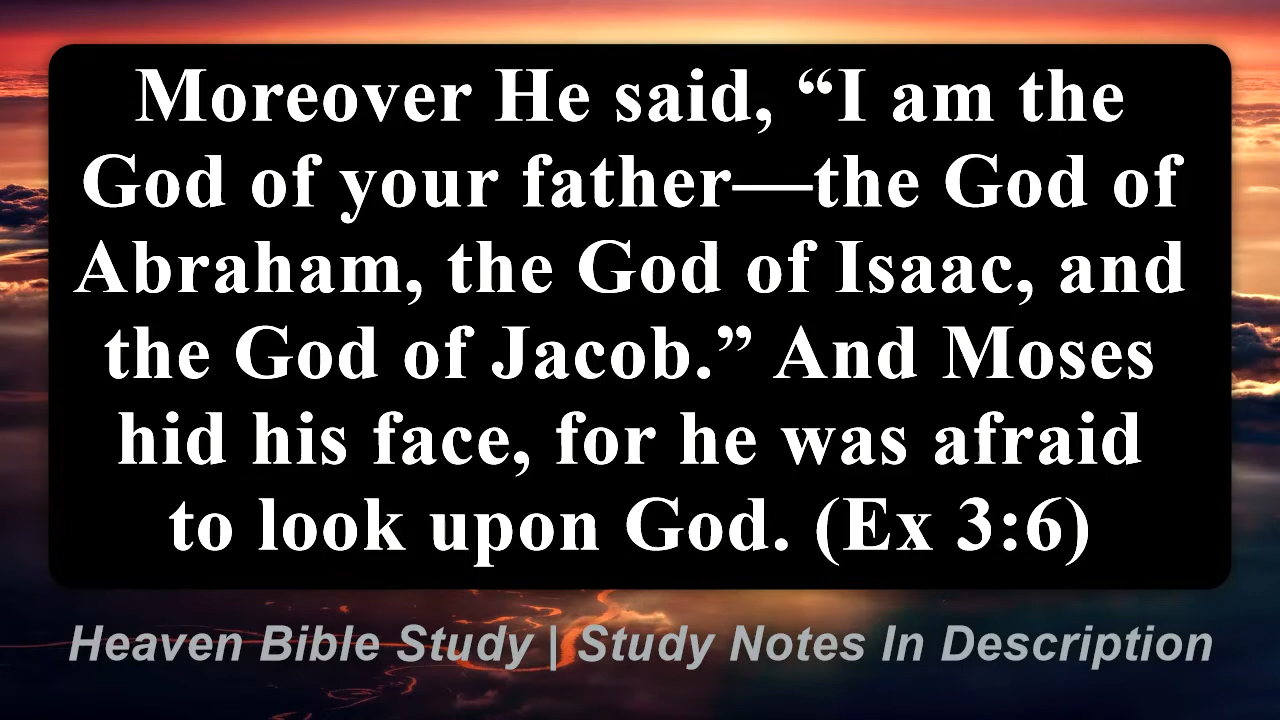 Moreover He said, “I am the
God of your father—the God of
Abraham, the God of Isaac, and
the God of Jacob.” And Moses
hid his face, for he was afraid
to look upon God. (Ex 3:6)
Heaven Bible Study | Study Notes In Description